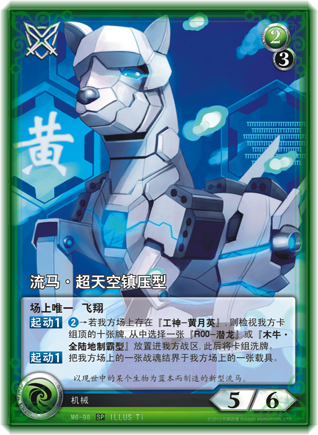 2
3
黄
流马·超天空镇压型
场上唯一 飞翔
起动1 2→若我方场上存在『工神-黄月英』,则检视我方卡
组顶的十张牌,从中选择一张『R00-潜龙』或『木牛·
全陆地制霸型』放置进我方战区,此后将卡组洗牌。
起动1 把我方场上的一张战魂结界于我方场上的一张载具。
以现世中的某个生物为蓝本而制造的新型流马。
机械
5/6
M6-98 SP ILLUS Ti